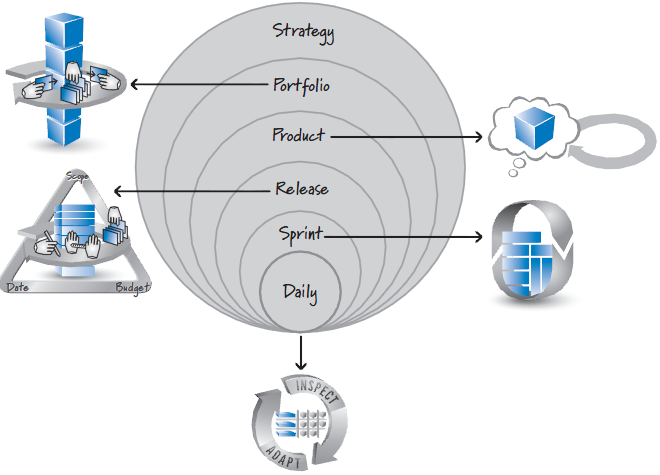 Strategy
Portfolio
Product
Release
Sprint
Daily
Scope
Date
Budget
INSPECT
ADAPT